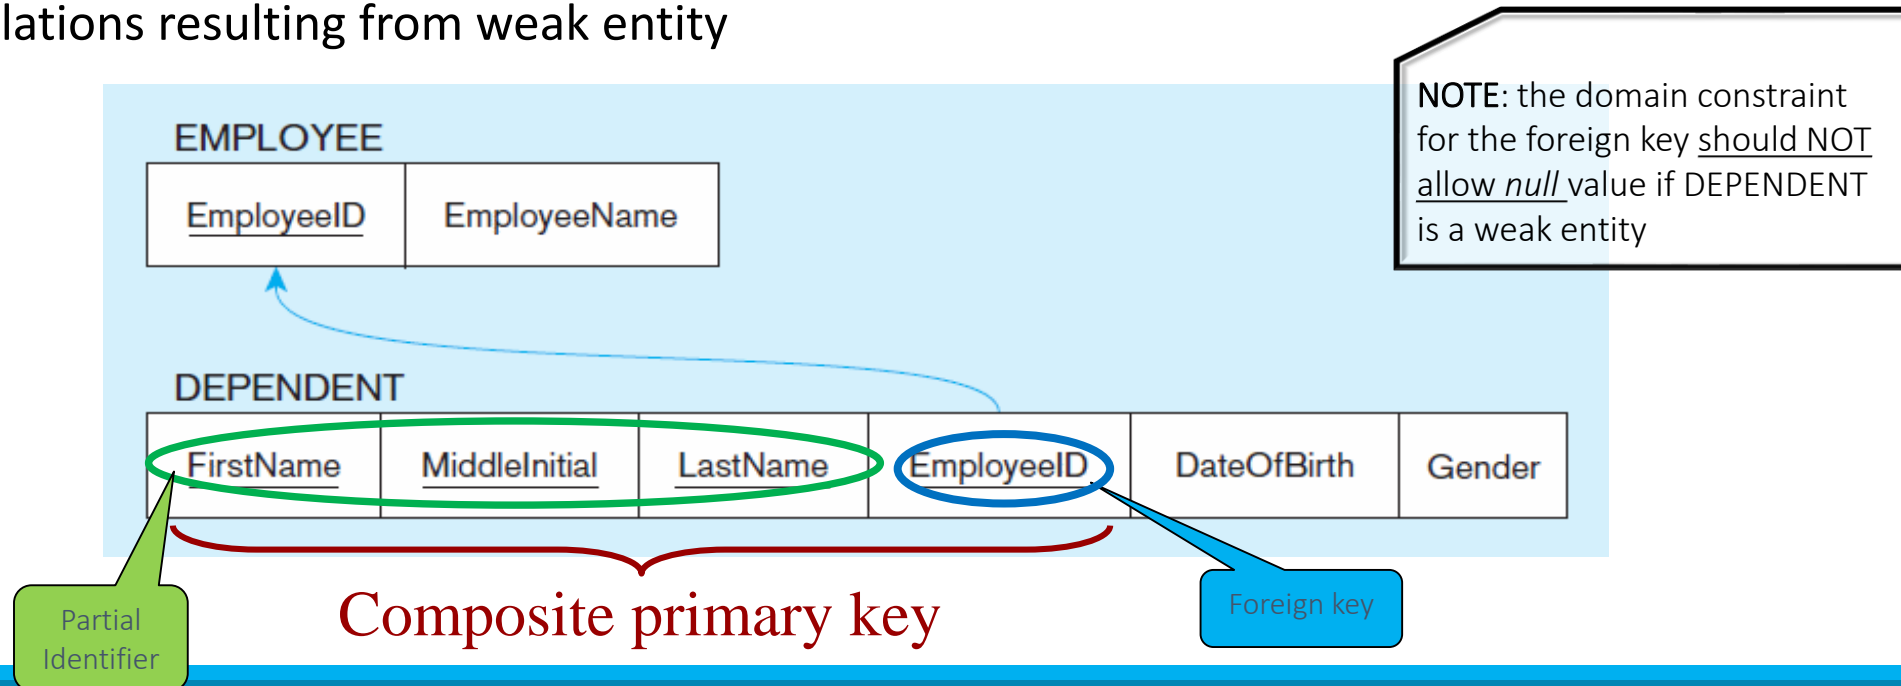 lations resulting from weak entity
NOTE: the domain constraint
for the foreign key should NOT
allow null value if DEPENDENT
is a weak entity
EMPLOYEE
EmployeeID EmployeeName
DEPENDENT
FirstName MiddleInitial LastName EmployeeID DateOfBirth Gender
Composite primary key
Foreign key
Partial
Identifier